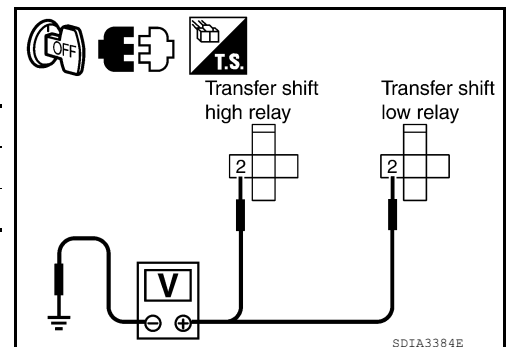 OFF
T.S.
Transfer shift
high relay
Transfer shift
low relay
2
2
V
SDIA3384E